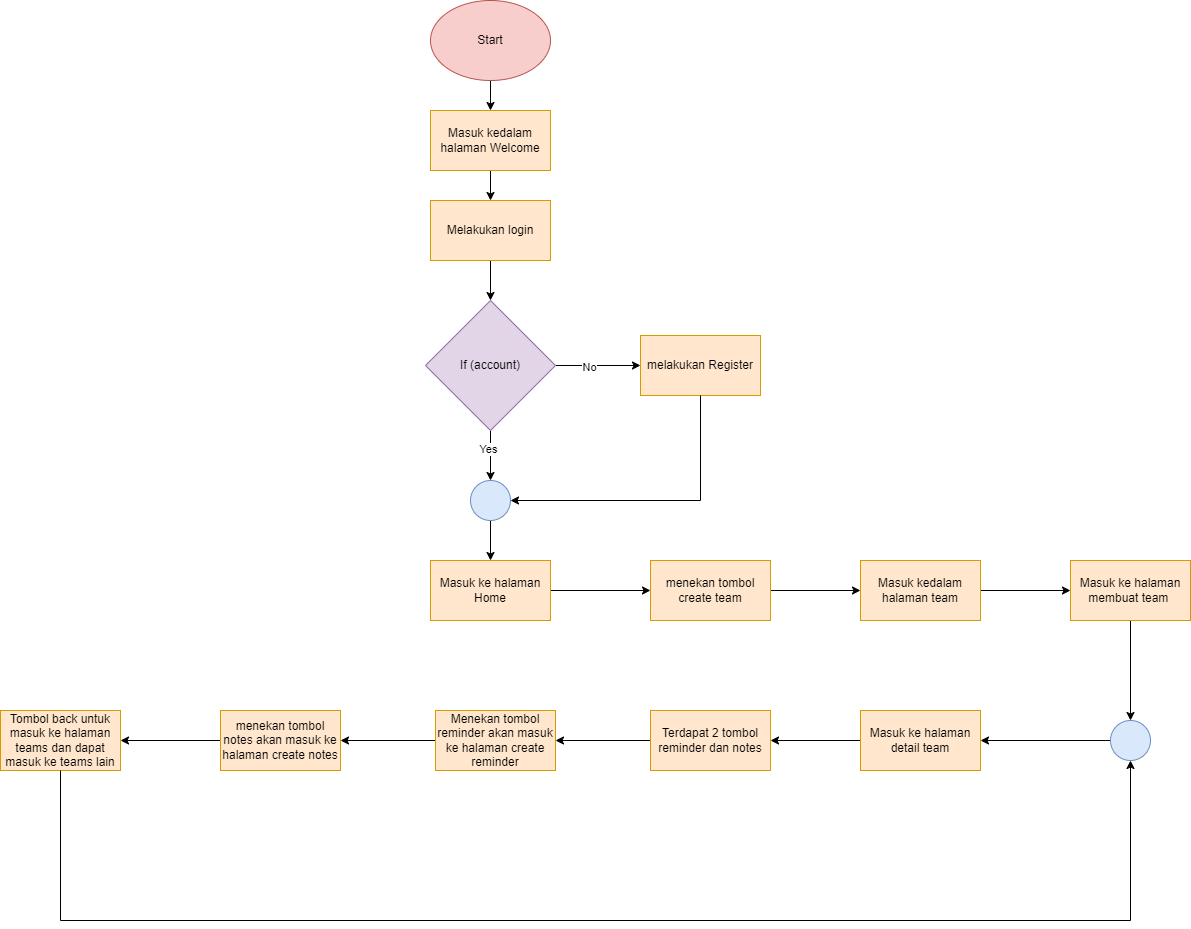 Start
Masuk kedalam
halaman Welcome
Melakukan login
If (account)
No
melakukan Register
Yes
Masuk ke halaman
Home
menekan tombol
create team
Masuk kedalam
halaman team
Masuk ke halaman
membuat team
Masuk ke halaman
detail team
Terdapat 2 tombol
reminder dan notes
Menekan tombol
reminder akan masuk
ke halaman create
reminder
menekan tombol
notes akan masuk ke
halaman create notes
Tombol back untuk
masuk ke halaman
teams dan dapat
masuk ke teams lain